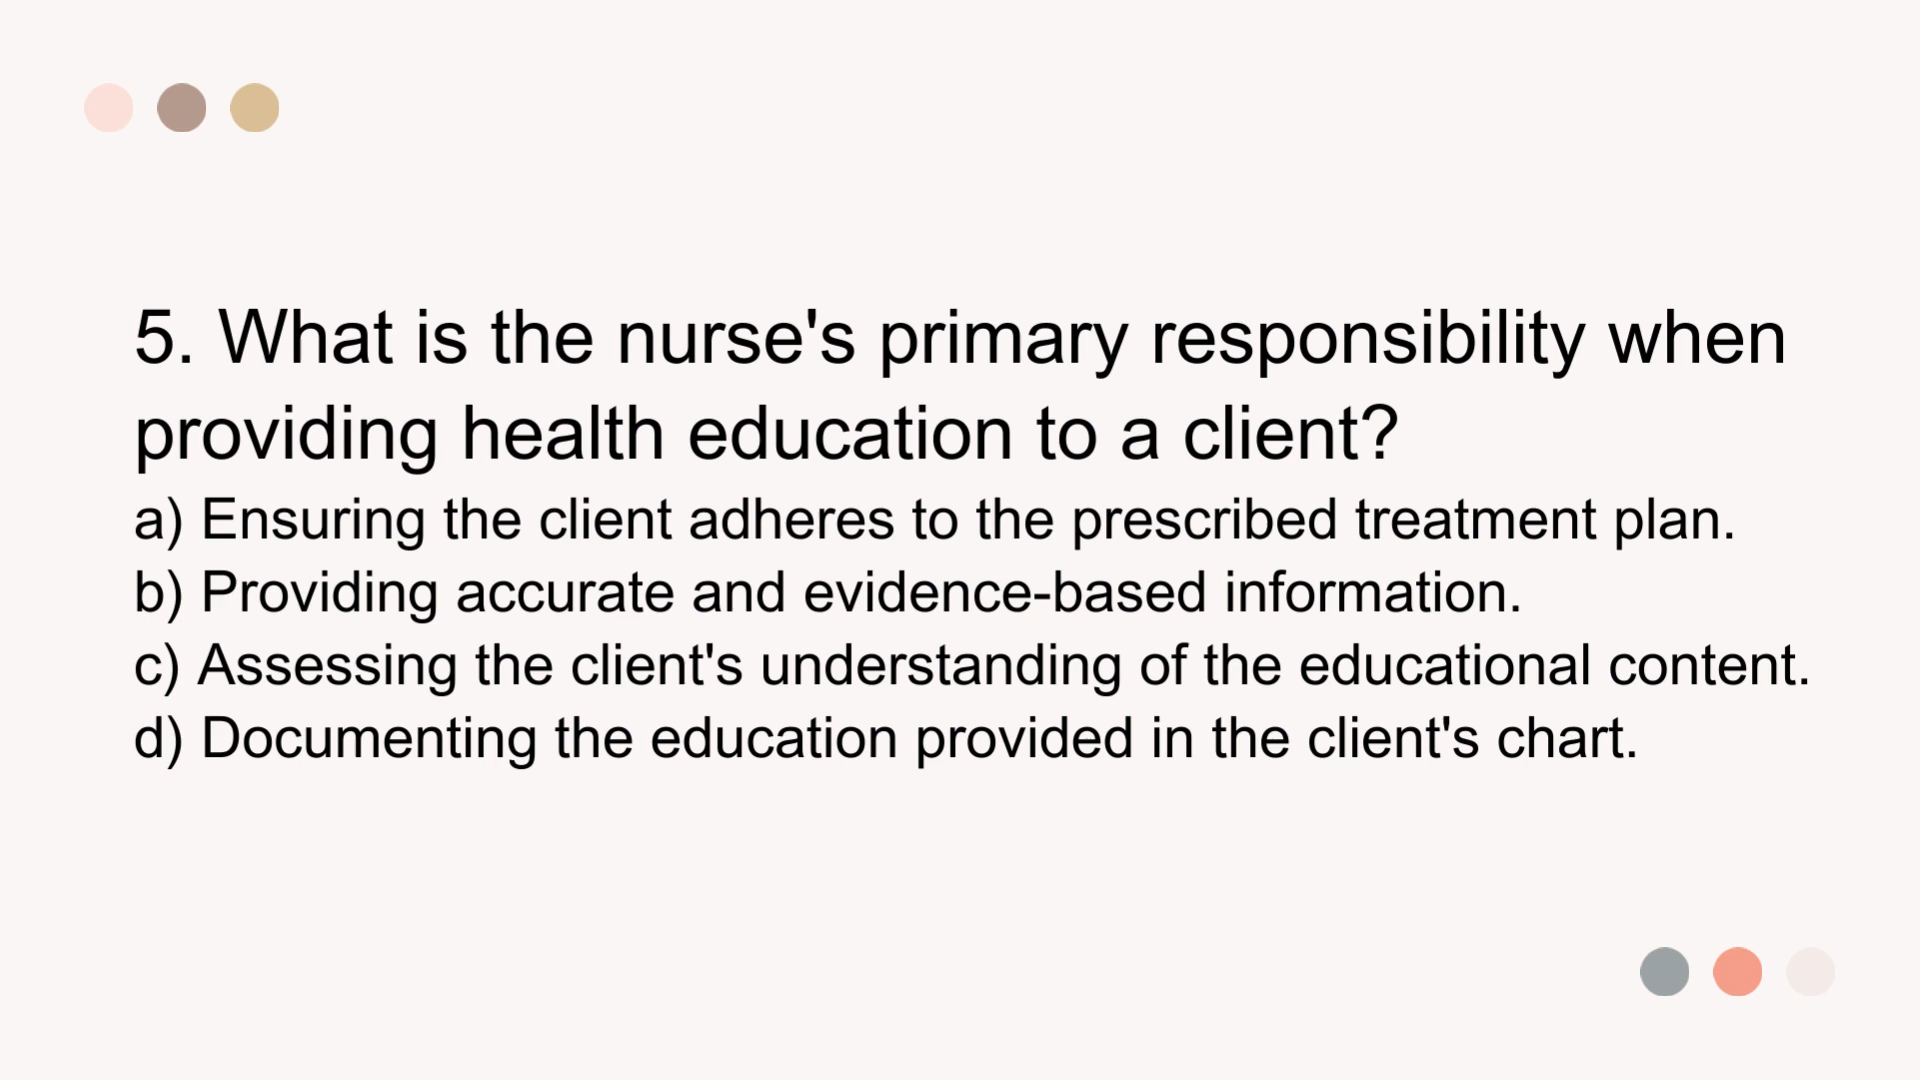 5. What is the nurse's primary responsibility when
providing health education to a client?
a) Ensuring the client adheres to the prescribed treatment plan.
b) Providing accurate and evidence-based information.
c) Assessing the client's understanding of the educational content.
d) Documenting the education provided in the client's chart.